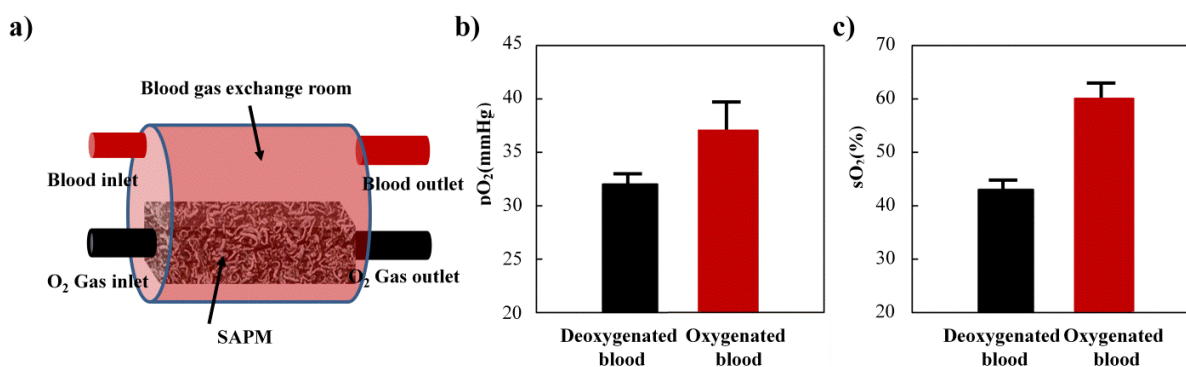 a)
Blood gas exchange room
Blood inlet
Blood outlet
O₂ Gas inlet
O₂ Gas outlet
SAPM
b)
pO₂(mmHg)
45
40
35
30
25
20
Deoxygenated
blood
Oxygenated
blood
c)
sO₂(%)
70
60
50
40
30
20
Deoxygenated
blood
Oxygenated
blood